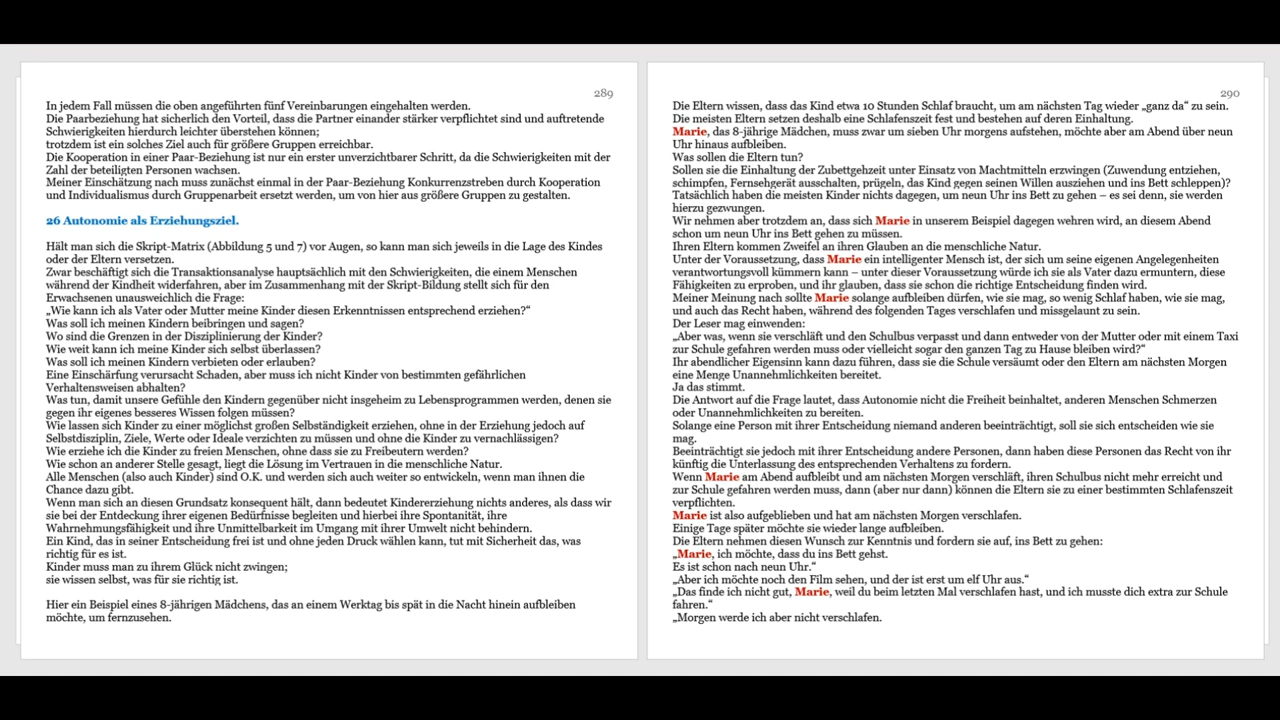 289
In jedem Fall müssen die oben angeführten fünf Vereinbarungen eingehalten werden.
Die Paarbeziehung hat sicherlich den Vorteil, dass die Partner einander stärker verpflichtet sind und auftretende
Schwierigkeiten hierdurch leichter überstehen können;
trotzdem ist ein solches Ziel auch für größere Gruppen erreichbar.
Die Kooperation in einer Paar-Beziehung ist nur ein erster unverzichtbarer Schritt, da die Schwierigkeiten mit der
Zahl der beteiligten Personen wachsen.
Meiner Einschätzung nach muss zunächst einmal in der Paar-Beziehung Konkurrenzstreben durch Kooperation
und Individualismus durch Gruppenarbeit ersetzt werden, um von hier aus größere Gruppen zu gestalten.
26 Autonomie als Erziehungsziel.
Hält man sich die Skript-Matrix (Abbildung 5 und 7) vor Augen, so kann man sich jeweils in die Lage des Kindes
oder der Eltern versetzen.
Zwar beschäftigt sich die Transaktionsanalyse hauptsächlich mit den Schwierigkeiten, die einem Menschen
während der Kindheit widerfahren, aber im Zusammenhang mit der Skript-Bildung stellt sich für den
Erwachsenen unausweichlich die Frage:
„Wie kann ich als Vater oder Mutter meine Kinder diesen Erkenntnissen entsprechend erziehen?“
Was soll ich meinen Kindern beibringen und sagen?
Wo sind die Grenzen in der Disziplinierung der Kinder?
Wie weit kann ich meine Kinder sich selbst überlassen?
Was soll ich meinen Kindern verbieten oder erlauben?
Eine Einschärfung verursacht Schaden, aber muss ich nicht Kinder von bestimmten gefährlichen
Verhaltensweisen abhalten?
Was tun, damit unsere Gefühle den Kindern gegenüber nicht insgeheim zu Lebensprogrammen werden, denen sie
gegen ihr eigenes besseres Wissen folgen müssen?
Wie lassen sich Kinder zu einer möglichst großen Selbständigkeit erziehen, ohne in der Erziehung jedoch auf
Selbstdisziplin, Ziele, Werte oder Ideale verzichten zu müssen und ohne die Kinder zu vernachlässigen?
Wie erziehe ich die Kinder zu freien Menschen, ohne dass sie zu Freibeutern werden?
Wie schon an anderer Stelle gesagt, liegt die Lösung im Vertrauen in die menschliche Natur.
Alle Menschen (also auch Kinder) sind O.K. und werden sich auch weiter so entwickeln, wenn man ihnen die
Chance dazu gibt.
Wenn man sich an diesen Grundsatz konsequent hält, dann bedeutet Kindererziehung nichts anderes, als dass wir
sie bei der Entdeckung ihrer eigenen Bedürfnisse begleiten und hierbei ihre Spontanität, ihre
Wahrnehmungsfähigkeit und ihre Unmittelbarkeit im Umgang mit ihrer Umwelt nicht behindern.
Ein Kind, das in seiner Entscheidung frei ist und ohne jeden Druck wählen kann, tut mit Sicherheit das, was
richtig für es ist.
Kinder muss man zu ihrem Glück nicht zwingen;
sie wissen selbst, was für sie richtig ist.
Hier ein Beispiel eines 8-jährigen Mädchens, das an einem Werktag bis spät in die Nacht hinein aufbleiben
möchte, um fernzusehen.
290
Die Eltern wissen, dass das Kind etwa 10 Stunden Schlaf braucht, um am nächsten Tag wieder „ganz da“ zu sein.
Die meisten Eltern setzen deshalb eine Schlafenszeit fest und bestehen auf deren Einhaltung.
Marie, das 8-jährige Mädchen, muss zwar um sieben Uhr morgens aufstehen, möchte aber am Abend über neun
Uhr hinaus aufbleiben.
Was sollen die Eltern tun?
Sollen sie die Einhaltung der Zubettgehzeit unter Einsatz von Machtmitteln erzwingen (Zuwendung entziehen,
schimpfen, Fernsehgerät ausschalten, prügeln, das Kind gegen seinen Willen ausziehen und ins Bett schleppen)?
Tatsächlich haben die meisten Kinder nichts dagegen, um neun Uhr ins Bett zu gehen – es sei denn, sie werden
hierzu gezwungen.
Wir nehmen aber trotzdem an, dass sich Marie in unserem Beispiel dagegen wehren wird, an diesem Abend
schon um neun Uhr ins Bett gehen zu müssen.
Ihren Eltern kommen Zweifel an ihren Glauben an die menschliche Natur.
Unter der Voraussetzung, dass Marie ein intelligenter Mensch ist, der sich um seine eigenen Angelegenheiten
verantwortungsvoll kümmern kann – unter dieser Voraussetzung würde ich sie als Vater dazu ermuntern, diese
Fähigkeiten zu erproben, und ihr glauben, dass sie schon die richtige Entscheidung finden wird.
Meiner Meinung nach sollte Marie solange aufbleiben dürfen, wie sie mag, so wenig Schlaf haben, wie sie mag,
und auch das Recht haben, während des folgenden Tages verschlafen und missgelaunt zu sein.
Der Leser mag einwenden:
„Aber was, wenn sie verschläft und den Schulbus verpasst und dann entweder von der Mutter oder mit einem Taxi
zur Schule gefahren werden muss oder vielleicht sogar den ganzen Tag zu Hause bleiben wird?“
Ihr abendlicher Eigensinn kann dazu führen, dass sie die Schule versäumt oder den Eltern am nächsten Morgen
eine Menge Unannehmlichkeiten bereitet.
Ja das stimmt.
Die Antwort auf die Frage lautet, dass Autonomie nicht die Freiheit beinhaltet, anderen Menschen Schmerzen
oder Unannehmlichkeiten zu bereiten.
Solange eine Person mit ihrer Entscheidung niemand anderen beeinträchtigt, soll sie sich entscheiden wie sie
mag.
Beeinträchtigt sie jedoch mit ihrer Entscheidung andere Personen, dann haben diese Personen das Recht von ihr
künftig die Unterlassung des entsprechenden Verhaltens zu fordern.
Wenn Marie am Abend aufbleibt und am nächsten Morgen verschläft, ihren Schulbus nicht mehr erreicht und
zur Schule gefahren werden muss, dann (aber nur dann) können die Eltern sie zu einer bestimmten Schlafenszeit
verpflichten.
Marie ist also aufgeblieben und hat am nächsten Morgen verschlafen.
Einige Tage später möchte sie wieder lange aufbleiben.
Die Eltern nehmen diesen Wunsch zur Kenntnis und fordern sie auf, ins Bett zu gehen:
„Marie, ich möchte, dass du ins Bett gehst.
Es ist schon nach neun Uhr.“
„Aber ich möchte noch den Film sehen, und der ist erst um elf Uhr aus.“
„Das finde ich nicht gut, Marie, weil du beim letzten Mal verschlafen hast, und ich musste dich extra zur Schule
fahren.“
„Morgen werde ich aber nicht verschlafen.